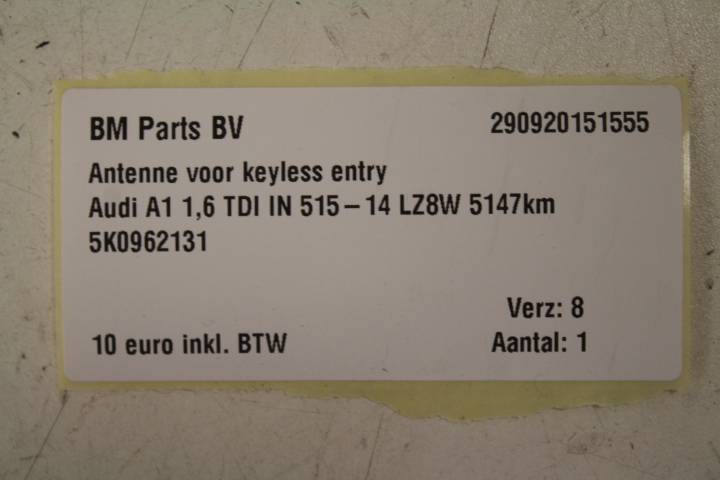 BM Parts BV 290920151555
Antenne voor keyless entry
Audi A1 1,6 TDI IN 515-14 LZ8W 5147km
5K0962131
Verz: 8
10 euro inkl. BTW Aantal: 1